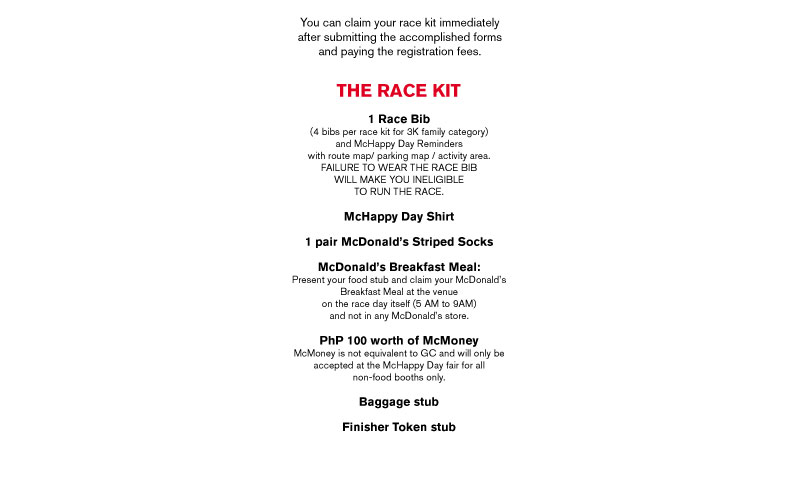 You can claim your race kit immediately
after submitting the accomplished forms
and paying the registration fees.
THE RACE KIT
1 Race Bib
(4 bibs per race kit for 3K family category)
and McHappy Day Reminders
with route map/ parking map / activity area.
FAILURE TO WEAR THE RACE BIB
WILL MAKE YOU INELIGIBLE
TO RUN THE RACE.
McHappy Day Shirt
1 pair McDonald's Striped Socks
McDonald's Breakfast Meal:
Present your food stub and claim your McDonald's
Breakfast Meal at the venue
on the race day itself (5 AM to 9AM)
and not in any McDonald's store.
PhP 100 worth of McMoney
McMoney is not equivalent to GC and will only be
accepted at the McHappy Day fair for all
non-food booths only.
Baggage stub
Finisher Token stub